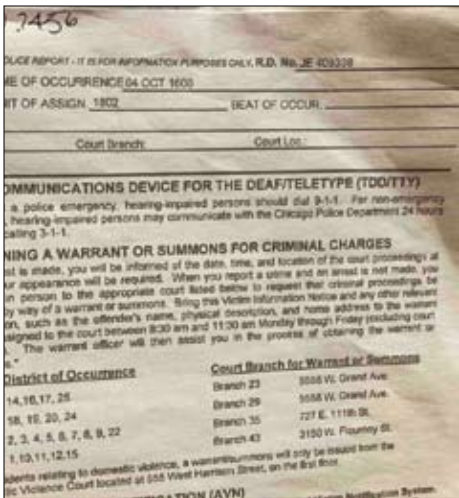 7456
OLICE REPORT - IT IS FOR INFORMATION PURPOSES ONLY. R.D. No. JE 409338
ME OF OCCURRENCE 04 OCT 1600
IT OF ASSIGN. 1802 BEAT OF OCCUR.
Court Branch: Court Loc.:
OMMUNICATIONS DEVICE FOR THE DEAF/TELETYPE (TDD/TTY)
a police emergency, hearing-impaired persons should dial 9-1-1. For non-emergency
hearing-impaired persons may communicate with the Chicago Police Department 24 hours
calling 3-1-1.
NING A WARRANT OR SUMMONS FOR CRIMINAL CHARGES
st is made, you will be informed of the date, time, and location of the court proceedings at
ur appearance will be required. When you report a crime and an arrest is not made, you
in person to the appropriate court listed below to request that criminal proceedings be
by way of a warrant or summons. Bring this Victim Information Notice and any other relevant
ion, such as the offender's name, physical description, and home address to the warrant
ssigned to the court between 8:30 am and 11:30 am Monday through Friday (excluding court
). The warrant officer will then assist you in the process of obtaining the warrant or
s."
District of Occurrence Court Branch for Warrant or Summons
14, 16, 17, 25 Branch 23 5555 W. Grand Ave.
18, 19, 20, 24 Branch 29 5555 W. Grand Ave.
2, 3, 4, 5, 6, 7, 8, 9, 22 Branch 35 727 E. 111th St.
1, 10, 11, 12, 15 Branch 43 3150 W. Flournoy St.
idents relating to domestic violence, a warrant/summons will only be issued from the
ic Violence Court located at 555 West Harrison Street, on the first floor.
ATION (AVN)
Notification System